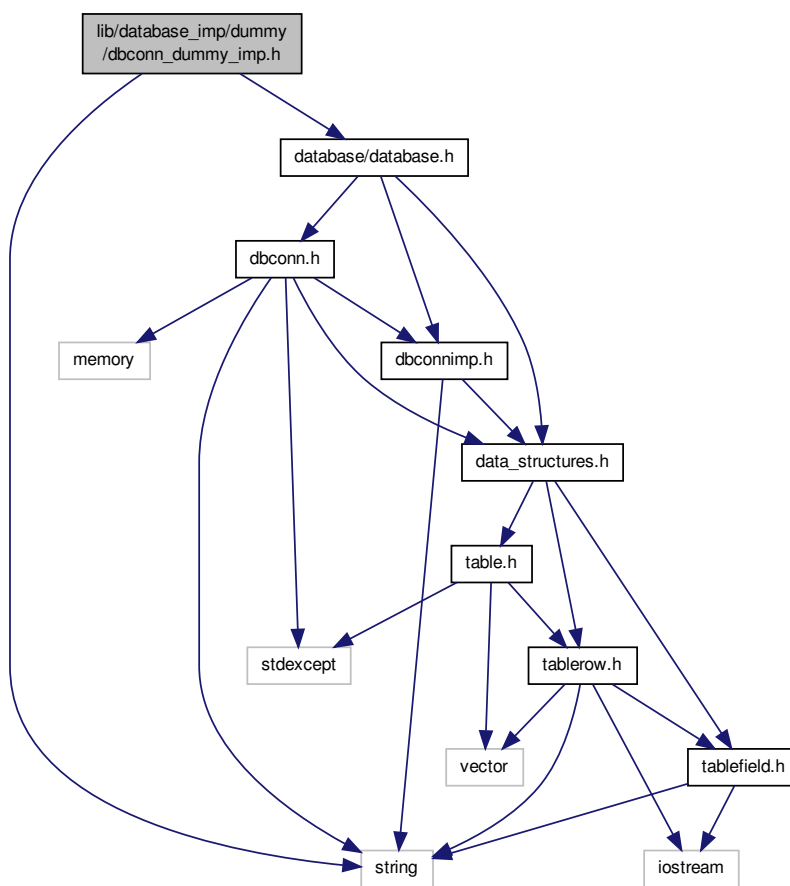 lib/database_imp/dummy
/dbconn_dummy_imp.h
database/database.h
dbconn.h
memory
dbconnimp.h
data_structures.h
table.h
stdexcept
tablerow.h
vector
tablefield.h
string
iostream